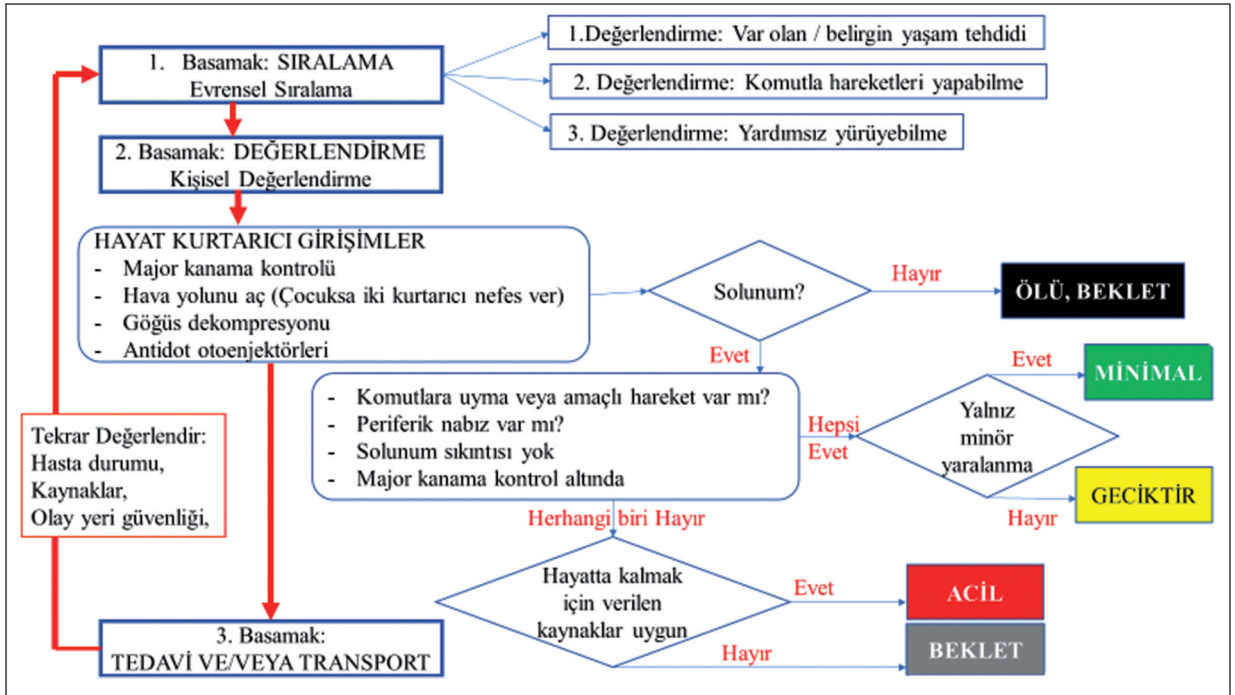 1. Basamak: SIRALAMA
Evrensel Sıralama
1.Değerlendirme: Var olan / belirgin yaşam tehdidi
2. Değerlendirme: Komutla hareketleri yapabilme
3. Değerlendirme: Yardımsız yürüyebilme
2. Basamak: DEĞERLENDİRME
Kişisel Değerlendirme
HAYAT KURTARICI GİRİŞİMLER
- Major kanama kontrolü
- Hava yolunu aç (Çocuksa iki kurtarıcı nefes ver)
- Göğüs dekompresyonu
- Antidot otoenjektörleri
Solunum?
Hayır
ÖLÜ, BEKLET
Evet
- Komutlara uyma veya amaçlı hareket var mı?
- Periferik nabız var mı?
- Solunum sıkıntısı yok
- Major kanama kontrol altında
Hepsi
Evet
Yalnız
minör
yaralanma
Evet
MİNİMAL
Hayır
GECİKTİR
Herhangi biri Hayır
Hayatta kalmak
için verilen
kaynaklar uygun
Evet
ACİL
Hayır
BEKLET
Tekrar Değerlendir:
Hasta durumu,
Kaynaklar,
Olay yeri güvenliği,
3. Basamak:
TEDAVİ VE/VEYA TRANSPORT